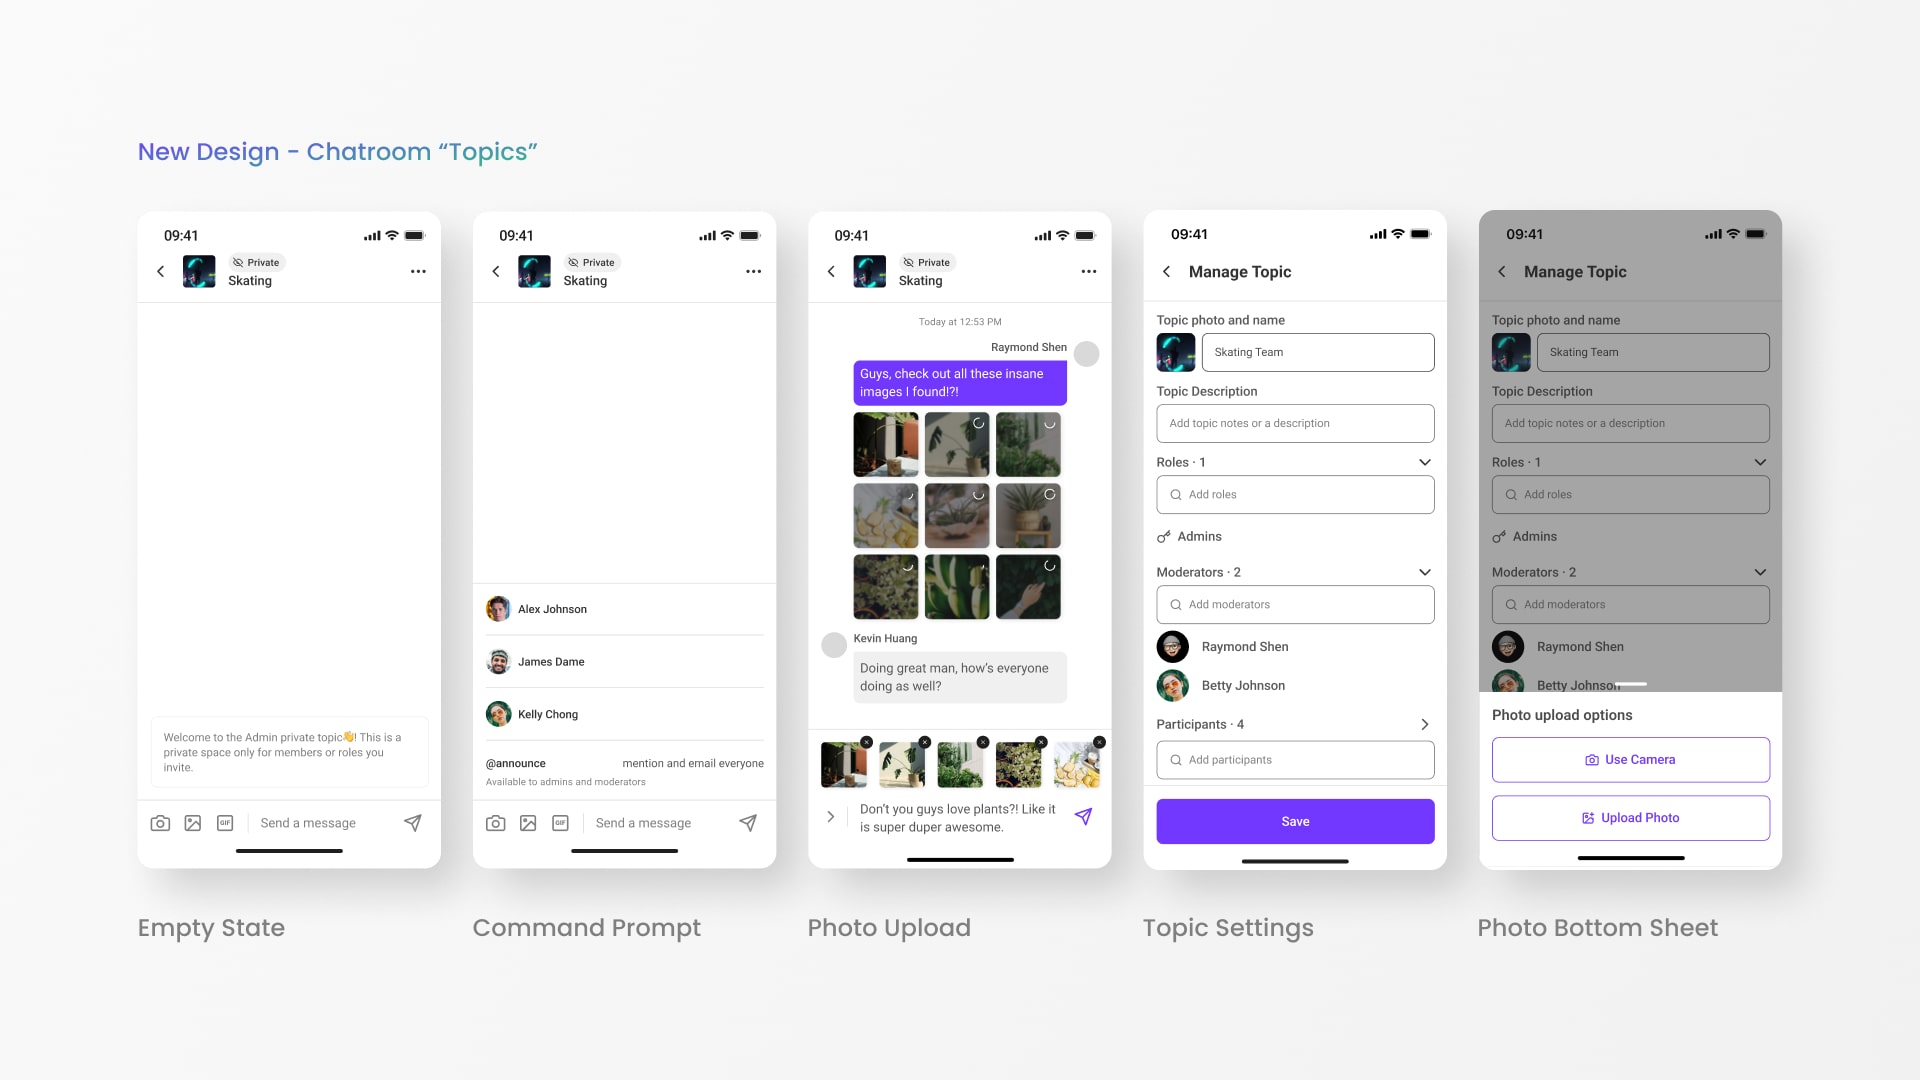 New Design - Chatroom “Topics”
09:41
Private
Skating
Welcome to the Admin private topic👋! This is a
private space only for members or roles you
invite.
GIF
Send a message
Empty State
09:41
Private
Skating
Alex Johnson
James Dame
Kelly Chong
@announce mention and email everyone
Available to admins and moderators
GIF
Send a message
Command Prompt
09:41
Private
Skating
Today at 12:53 PM
Raymond Shen
Guys, check out all these insane
images I found!?!
Kevin Huang
Doing great man, how’s everyone
doing as well?
Don’t you guys love plants?! Like it
is super duper awesome.
Photo Upload
09:41
Manage Topic
Topic photo and name
Skating Team
Topic Description
Add topic notes or a description
Roles · 1
Add roles
Admins
Moderators · 2
Add moderators
Raymond Shen
Betty Johnson
Participants · 4
Add participants
Save
Topic Settings
09:41
Manage Topic
Topic photo and name
Skating Team
Topic Description
Add topic notes or a description
Roles · 1
Add roles
Admins
Moderators · 2
Add moderators
Raymond Shen
Betty Johnson
Photo upload options
Use Camera
Upload Photo
Photo Bottom Sheet